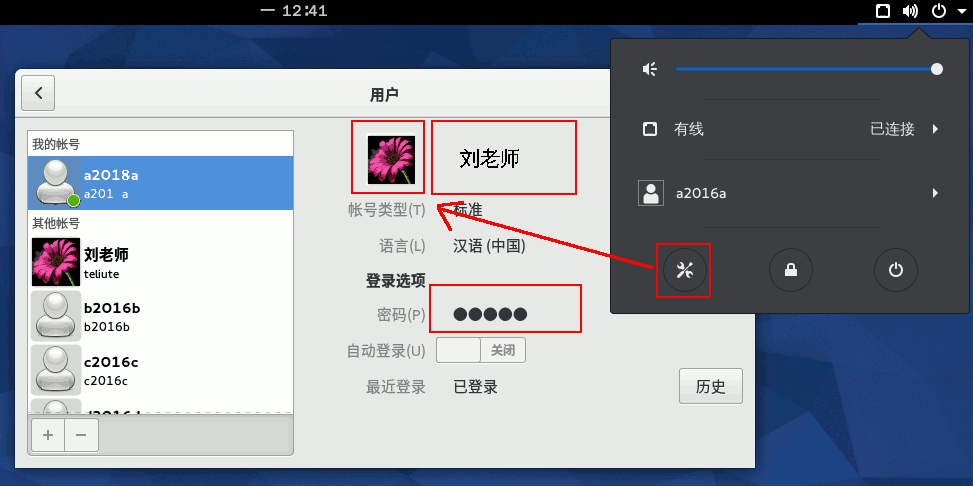 一 12:41
用户
我的帐号
a2018a
a201 a
其他帐号
刘老师
teliute
b2016b
b2016b
c2016c
c2016c
刘老师
帐号类型(T) 标准
语言(L) 汉语 (中国)
登录选项
密码(P) ●●●●●
自动登录(U) 关闭
最近登录 已登录
历史
有线 已连接
a2016a